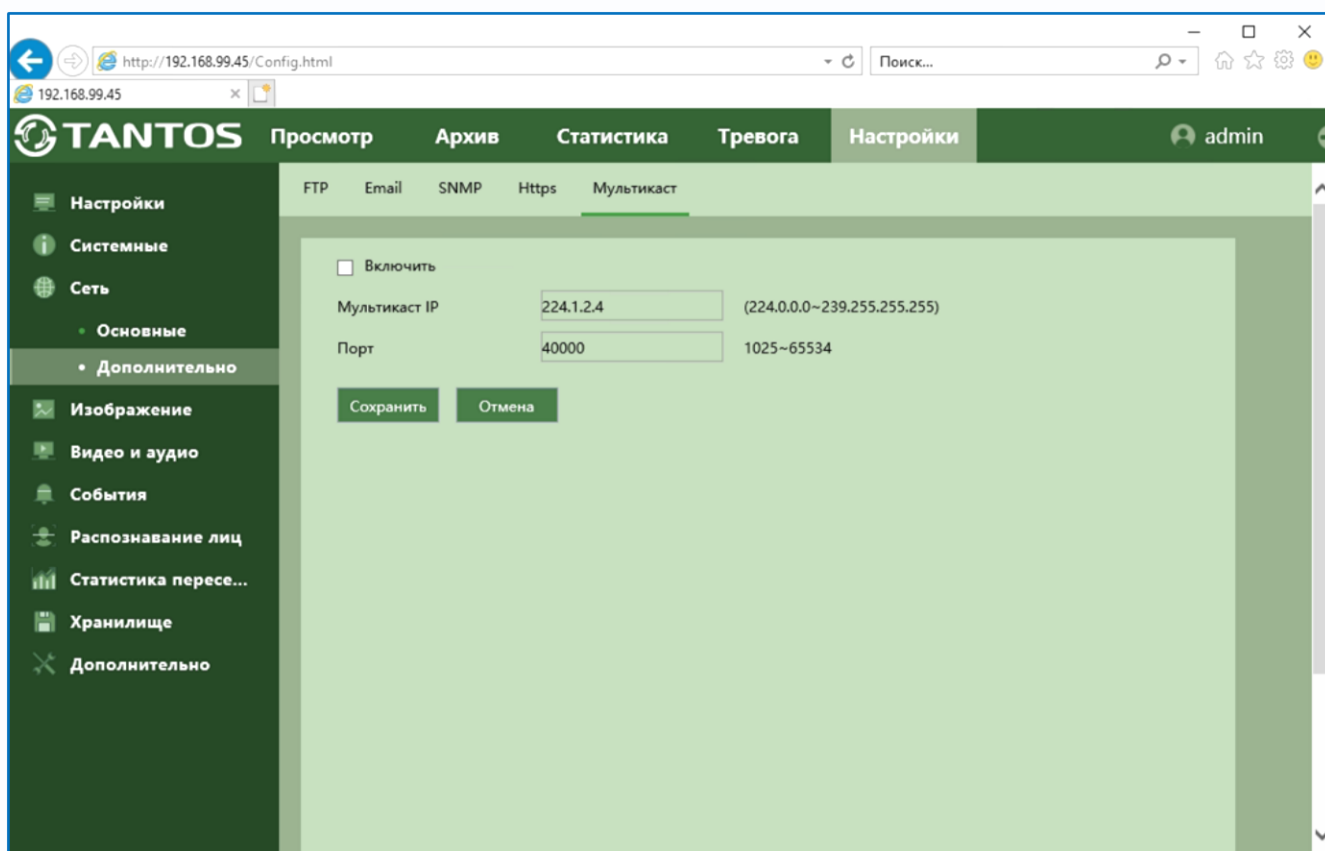 http://192.168.99.45/Config.html
Поиск...
192.168.99.45
TANTOS
Просмотр
Архив
Статистика
Тревога
Настройки
admin
FTP
Email
SNMP
Https
Мультикаст
Настройки
Системные
Сеть
Основные
Дополнительно
Изображение
Видео и аудио
События
Распознавание лиц
Статистика пересе...
Хранилище
Дополнительно
Включить
Мультикаст IP 224.1.2.4 (224.0.0.0~239.255.255.255)
Порт 40000 1025~65534
Сохранить
Отмена